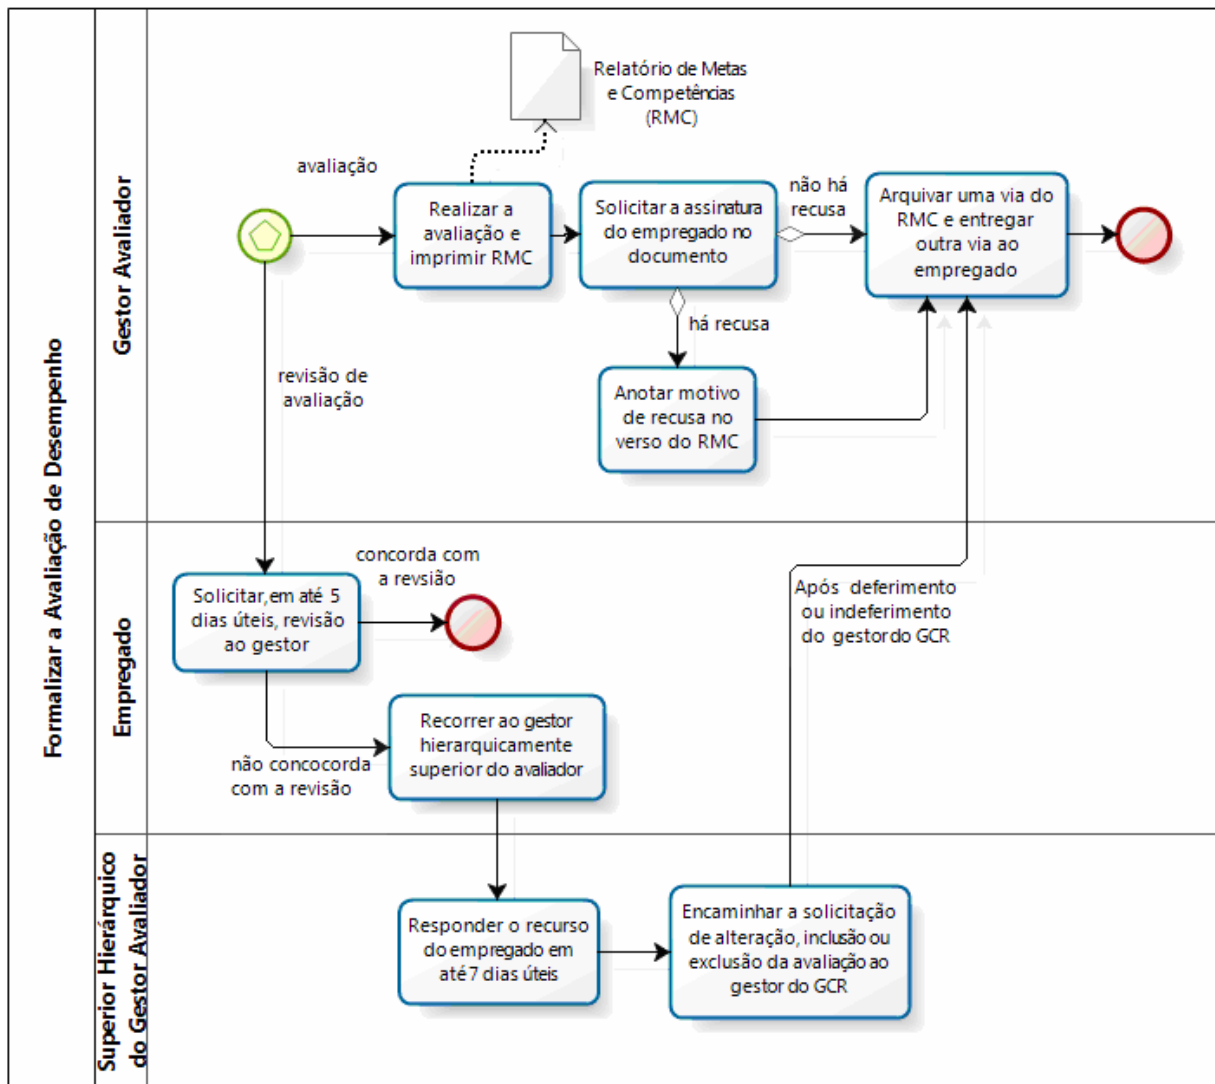 Formalizar a Avaliação de Desempenho
Gestor Avaliador
Relatório de Metas
e Competências
(RMC)
avaliação
Realizar a
avaliação e
imprimir RMC
Solicitar a assinatura
do empregado no
documento
não há
recusa
Arquivar uma via do
RMC e entregar
outra via ao
empregado
há recusa
Anotar motivo
de recusa no
verso do RMC
revisão de
avaliação
Empregado
Solicitar,em até 5
dias úteis, revisão
ao gestor
concorda com
a revsião
não concocorda
com a revisão
Recorrer ao gestor
hierarquicamente
superior do avaliador
Após deferimento
ou indeferimento
do gestor do GCR
Superior Hierárquico
do Gestor Avaliador
Responder o recurso
do empregado em
até 7 dias úteis
Encaminhar a solicitação
de alteração, inclusão ou
exclusão da avaliação ao
gestor do GCR